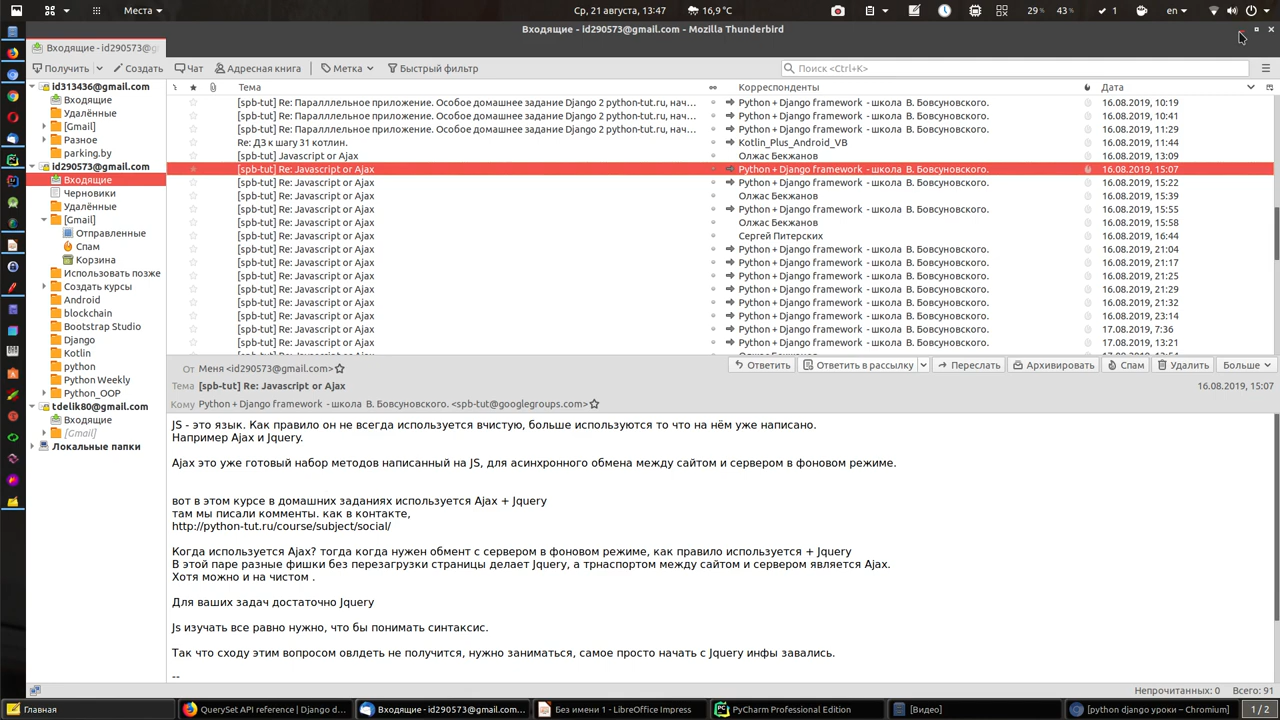 Места
Ср, 21 августа, 13:47
16,9°C
29%
43%
1
en
Входящие - id290573@gmail.com - Mozilla Thunderbird
Входящие - id290573@g
Получить
Создать
Чат
Адресная книга
Метка
Быстрый фильтр
Поиск <Ctrl+K>
id313436@gmail.com
Входящие
Удалённые
[Gmail]
Разное
parking.by
id290573@gmail.com
Входящие
Черновики
Удалённые
[Gmail]
Отправленные
Спам
Корзина
Использовать позже
Создать курсы
Android
blockchain
Bootstrap Studio
Django
Kotlin
python
Python Weekly
Python_OOP
tdelik80@gmail.com
Входящие
[Gmail]
Локальные папки
Тема Корреспонденты Дата
[spb-tut] Re: Паралллельное приложение. Особое домашнее задание Django 2 python-tut.ru, нач... Python + Django framework - школа В. Бовсуновского. 16.08.2019, 10:19
[spb-tut] Re: Паралллельное приложение. Особое домашнее задание Django 2 python-tut.ru, нач... Python + Django framework - школа В. Бовсуновского. 16.08.2019, 10:41
[spb-tut] Re: Паралллельное приложение. Особое домашнее задание Django 2 python-tut.ru, нач... Python + Django framework - школа В. Бовсуновского. 16.08.2019, 11:29
Re: ДЗ к шагу 31 котлин. Kotlin_Plus_Android_VB 16.08.2019, 11:44
[spb-tut] Javascript or Ajax Олжас Бекжанов 16.08.2019, 13:09
[spb-tut] Re: Javascript or Ajax Python + Django framework - школа В. Бовсуновского. 16.08.2019, 15:07
[spb-tut] Re: Javascript or Ajax Python + Django framework - школа В. Бовсуновского. 16.08.2019, 15:22
[spb-tut] Re: Javascript or Ajax Олжас Бекжанов 16.08.2019, 15:39
[spb-tut] Re: Javascript or Ajax Python + Django framework - школа В. Бовсуновского. 16.08.2019, 15:55
[spb-tut] Re: Javascript or Ajax Олжас Бекжанов 16.08.2019, 15:58
[spb-tut] Re: Javascript or Ajax Сергей Питерских 16.08.2019, 16:44
[spb-tut] Re: Javascript or Ajax Python + Django framework - школа В. Бовсуновского. 16.08.2019, 21:04
[spb-tut] Re: Javascript or Ajax Python + Django framework - школа В. Бовсуновского. 16.08.2019, 21:17
[spb-tut] Re: Javascript or Ajax Python + Django framework - школа В. Бовсуновского. 16.08.2019, 21:25
[spb-tut] Re: Javascript or Ajax Python + Django framework - школа В. Бовсуновского. 16.08.2019, 21:29
[spb-tut] Re: Javascript or Ajax Python + Django framework - школа В. Бовсуновского. 16.08.2019, 21:32
[spb-tut] Re: Javascript or Ajax Python + Django framework - школа В. Бовсуновского. 16.08.2019, 23:14
[spb-tut] Re: Javascript or Ajax Python + Django framework - школа В. Бовсуновского. 17.08.2019, 7:36
[spb-tut] Re: Javascript or Ajax Python + Django framework - школа В. Бовсуновского. 17.08.2019, 13:21
От Меня <id290573@gmail.com>
Ответить
Ответить в рассылку
Переслать
Архивировать
Спам
Удалить
Больше
Тема [spb-tut] Re: Javascript or Ajax 16.08.2019, 15:07
Кому Python + Django framework - школа В. Бовсуновского. <spb-tut@googlegroups.com>
JS - это язык. Как правило он не всегда используется вчистую, больше используются то что на нём уже написано.
Например Ajax и Jquery.
Ajax это уже готовый набор методов написанный на JS, для асинхронного обмена между сайтом и сервером в фоновом режиме.
вот в этом курсе в домашних заданиях используется Ajax + Jquery
там мы писали комменты. как в контакте,
http://python-tut.ru/course/subject/social/
Когда используется Ajax? тогда когда нужен обмент с сервером в фоновом режиме, как правило используется + Jquery
В этой паре разные фишки без перезагрузки страницы делает Jquery, а трнаспортом между сайтом и сервером является Ajax.
Хотя можно и на чистом .
Для ваших задач достаточно Jquery
Js изучать все равно нужно, что бы понимать синтаксис.
Так что сходу этим вопросом овлдеть не получится, нужно заниматься, самое просто начать с Jquery инфы завались.
--
Непрочитанных: 0 Всего: 91
Главная
QuerySet API reference | Django d...
Входящие - id290573@gmail.com...
Без имени 1 - LibreOffice Impress
PyCharm Professional Edition
[Видео]
[python django уроки – Chromium]
1 / 2